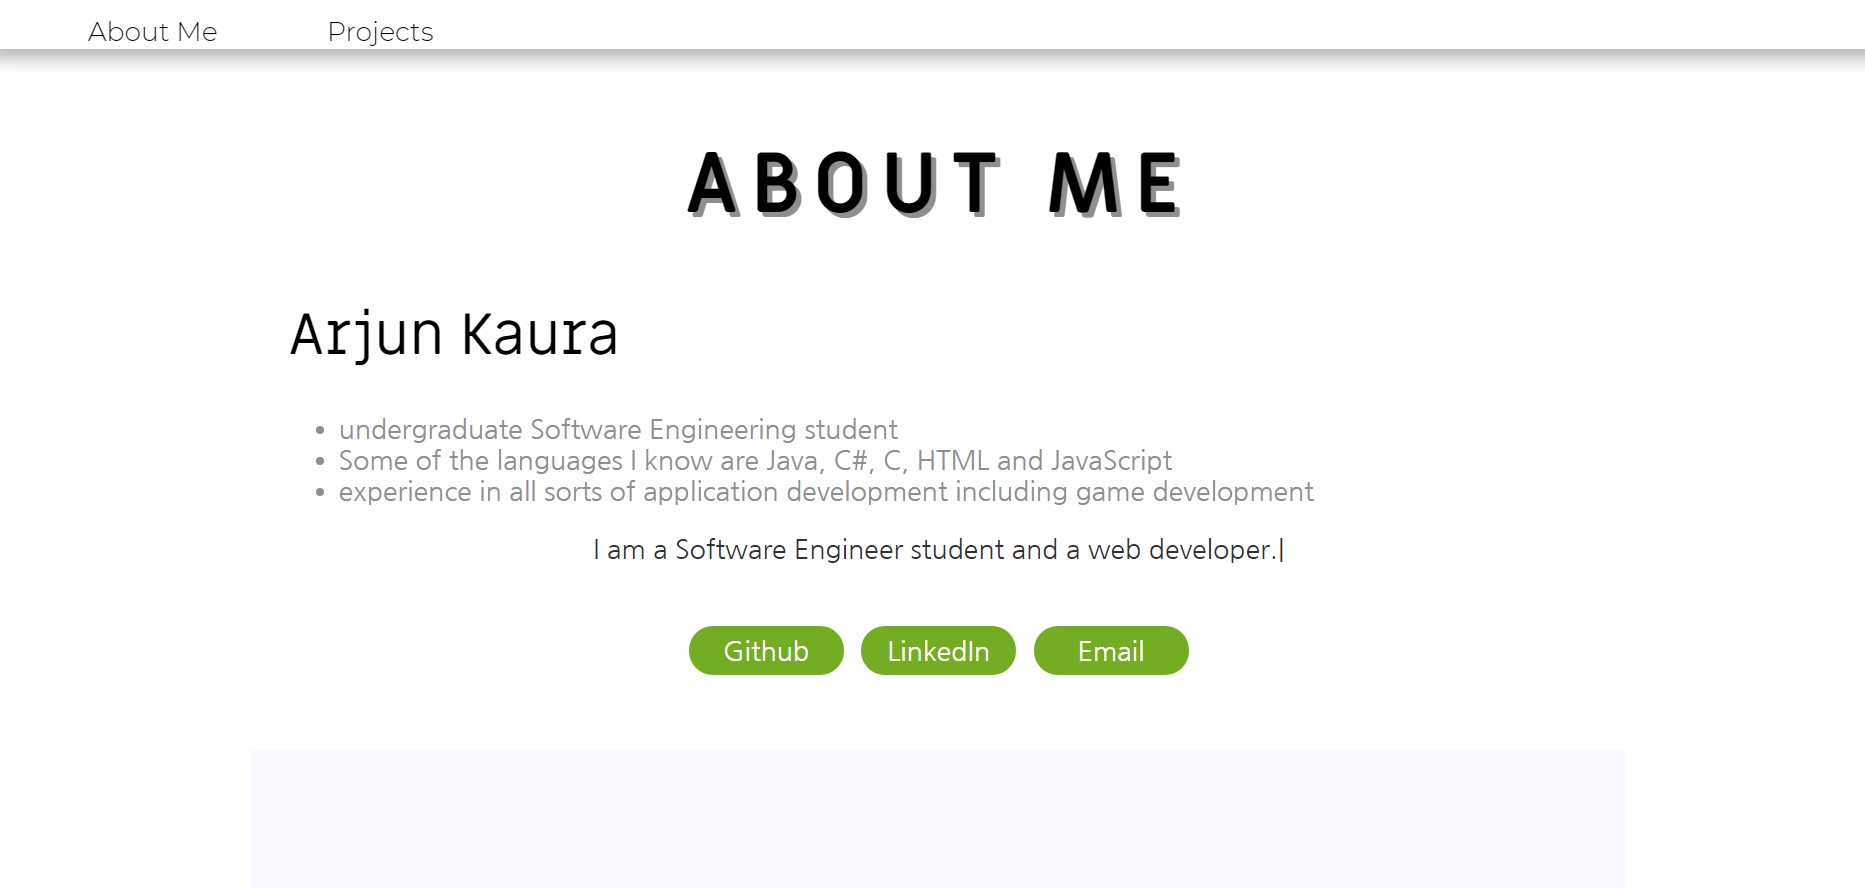 About Me Projects
ABOUT ME
Arjun Kaura
undergraduate Software Engineering student
Some of the languages I know are Java, C#, C, HTML and JavaScript
experience in all sorts of application development including game development
I am a Software Engineer student and a web developer.|
Github LinkedIn Email